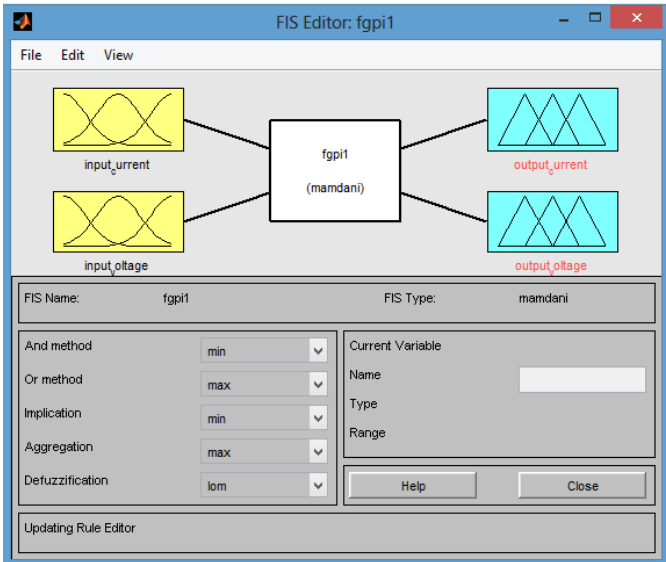 FIS Editor: fgpi1
File Edit View
fgpi1
(mamdani)
input_current
output_current
input_voltage
output_voltage
FIS Name: fgpi1 FIS Type: mamdani
And method min
Or method max
Implication min
Aggregation max
Defuzzification lom
Current Variable
Name
Type
Range
Help Close
Updating Rule Editor